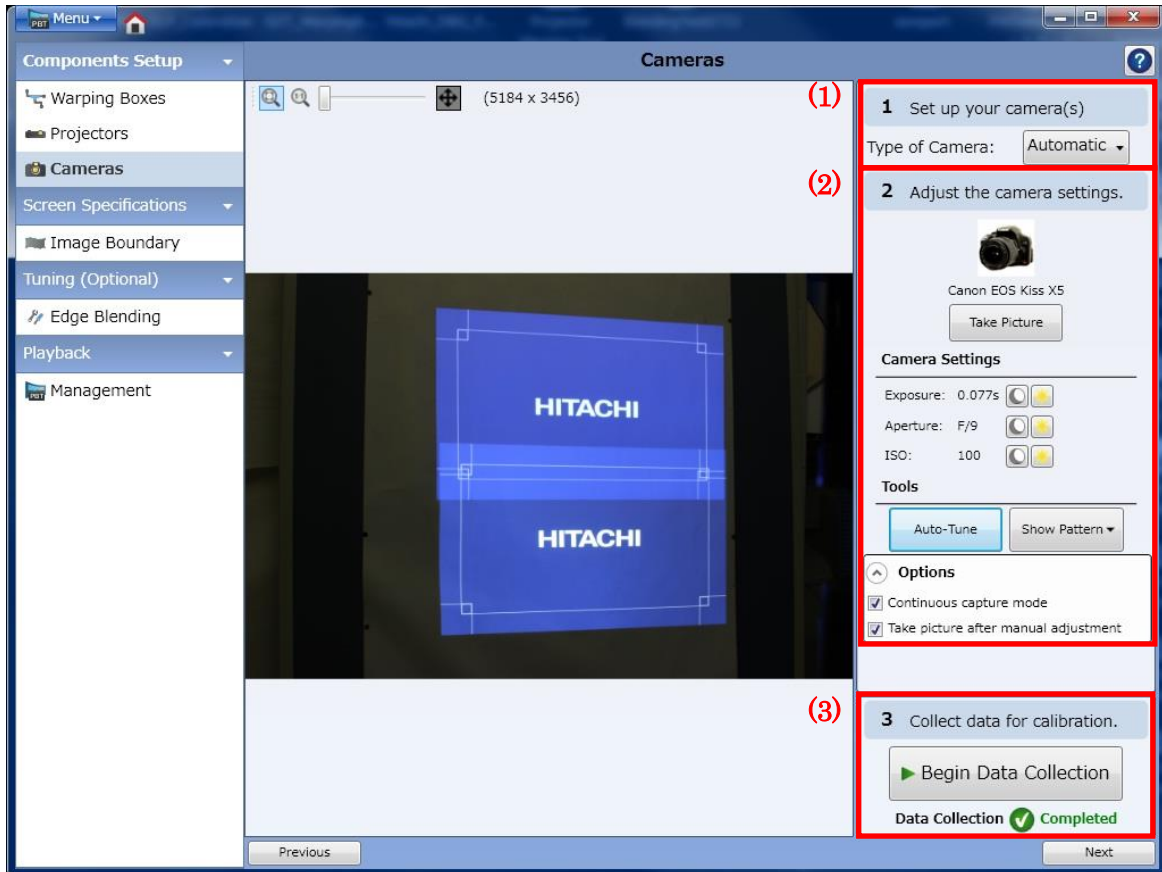 PBT Menu
Components Setup
Cameras
Warping Boxes
(5184 x 3456)
Projectors
Cameras
Screen Specifications
Image Boundary
Tuning (Optional)
Edge Blending
Playback
PBT Management
HITACHI
HITACHI
(1)
1 Set up your camera(s)
Type of Camera: Automatic
(2)
2 Adjust the camera settings.
Canon EOS Kiss X5
Take Picture
Camera Settings
Exposure: 0.077s
Aperture: F/9
ISO: 100
Tools
Auto-Tune Show Pattern
Options
Continuous capture mode
Take picture after manual adjustment
(3)
3 Collect data for calibration.
Begin Data Collection
Data Collection Completed
Previous
Next